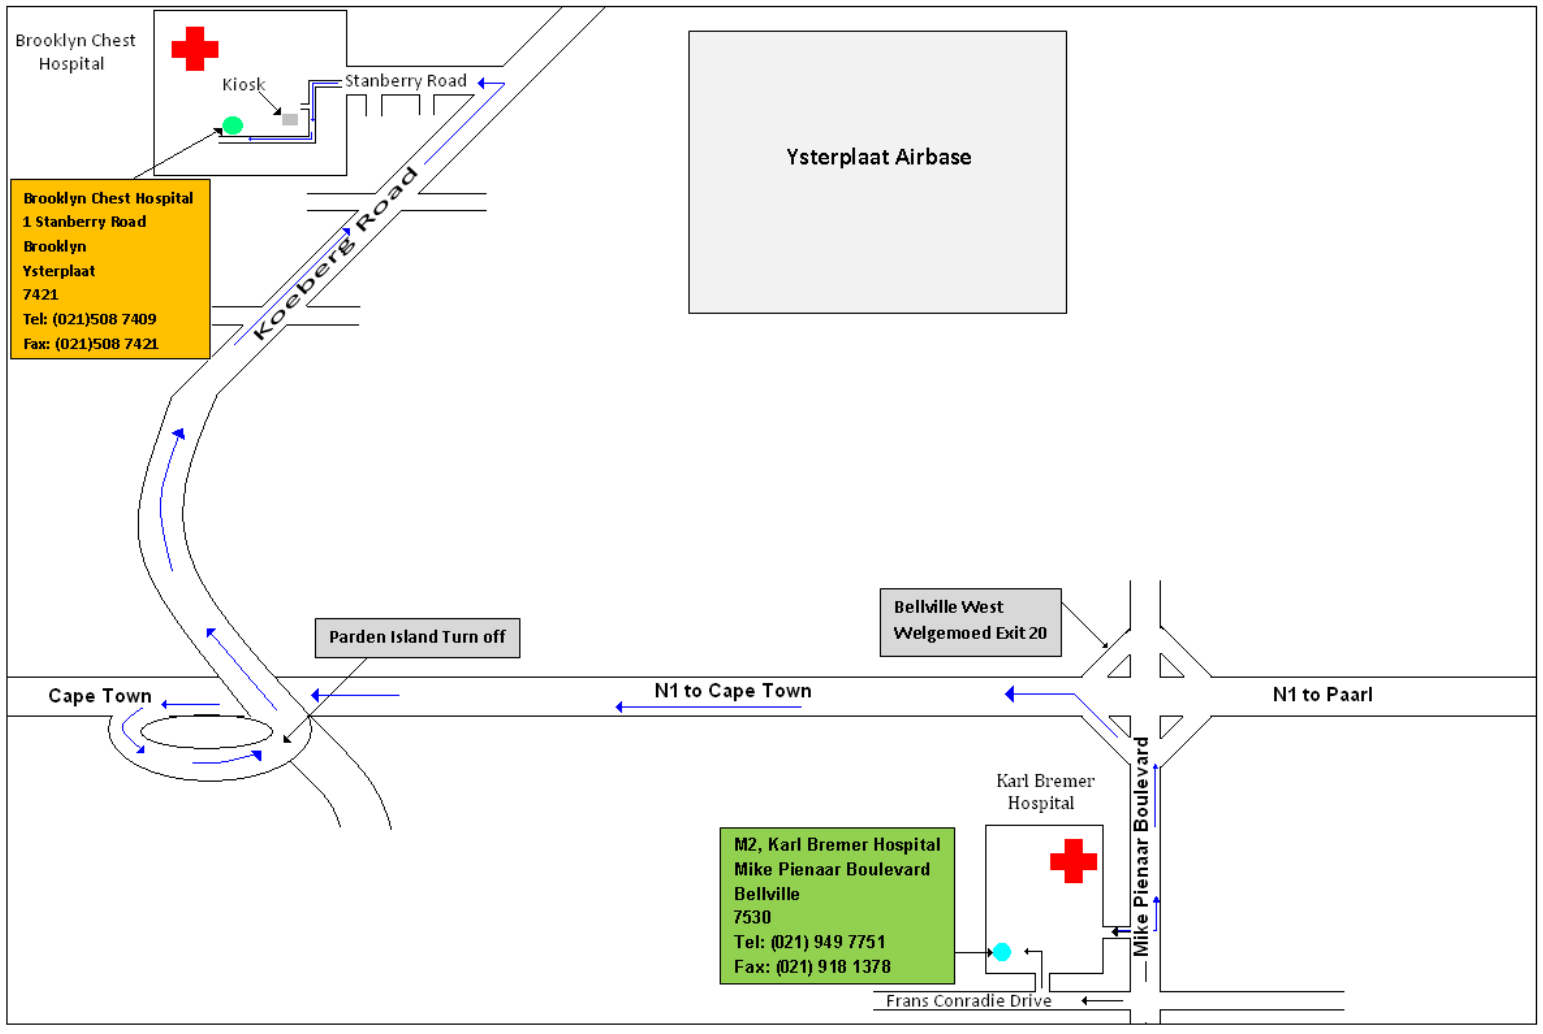 Brooklyn Chest
Hospital
Kiosk
Stanberry Road
Ysterplaat Airbase
Koeberg Road
Brooklyn Chest Hospital
1 Stanberry Road
Brooklyn
Ysterplaat
7421
Tel: (021)508 7409
Fax: (021)508 7421
Parden Island Turn off
Bellville West
Welgemoed Exit 20
Cape Town
N1 to Cape Town
N1 to Paarl
Mike Pienaar Boulevard
Karl Bremer
Hospital
M2, Karl Bremer Hospital
Mike Pienaar Boulevard
Bellville
7530
Tel: (021) 949 7751
Fax: (021) 918 1378
Frans Conradie Drive